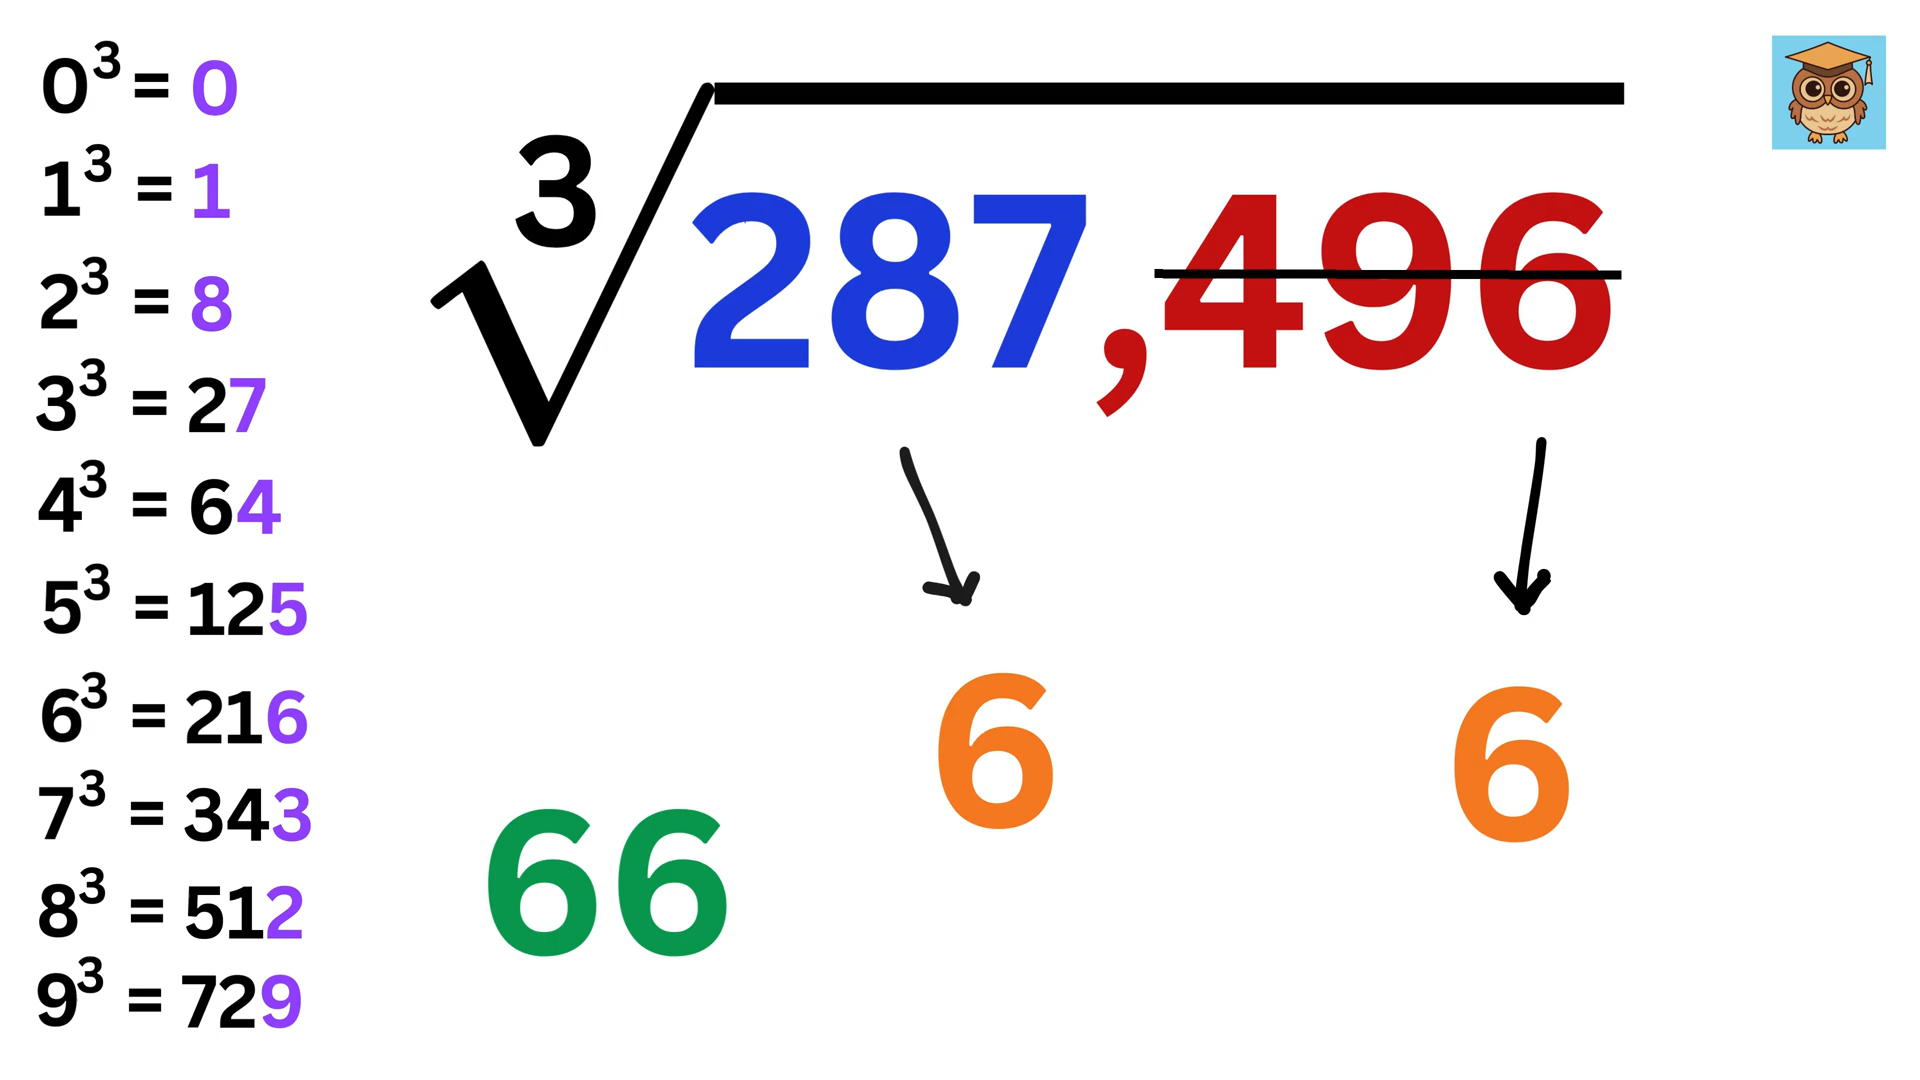 0³ = 0
1³ = 1
2³ = 8
3³ = 27
4³ = 64
5³ = 125
6³ = 216
7³ = 343
8³ = 512
9³ = 729
3√287,496
6 6
66